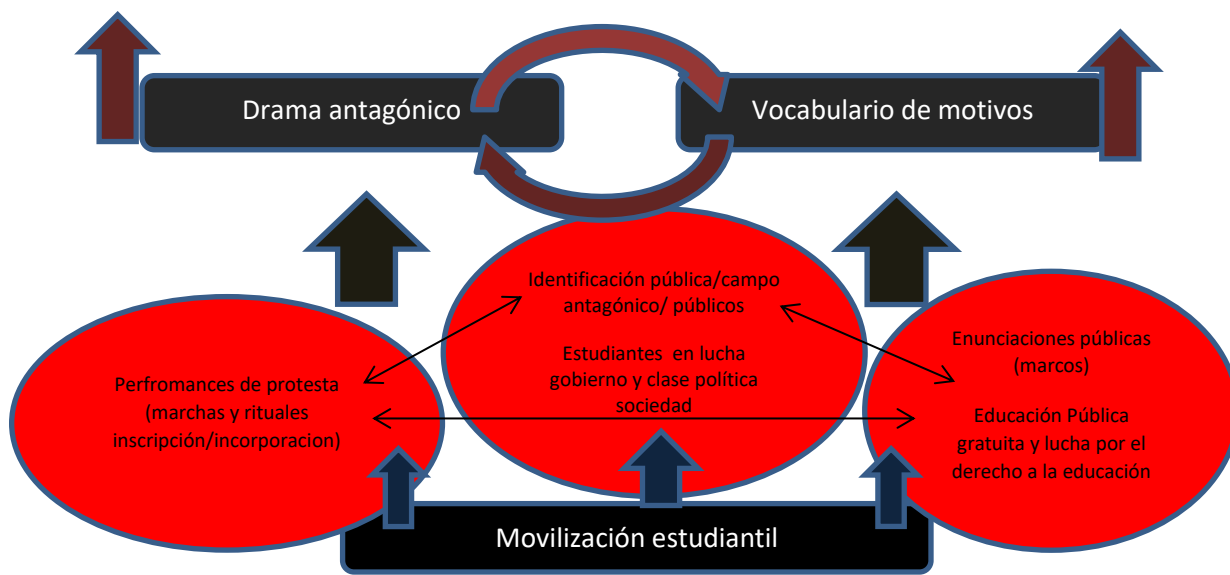 Drama antagónico
Vocabulario de motivos
Identificación pública/campo
antagónico/ públicos
Estudiantes en lucha
gobierno y clase política
sociedad
Perfromances de protesta
(marchas y rituales
inscripción/incorporacion)
Enunciaciones públicas
(marcos)
Educación Pública
gratuita y lucha por el
derecho a la educación
Movilización estudiantil